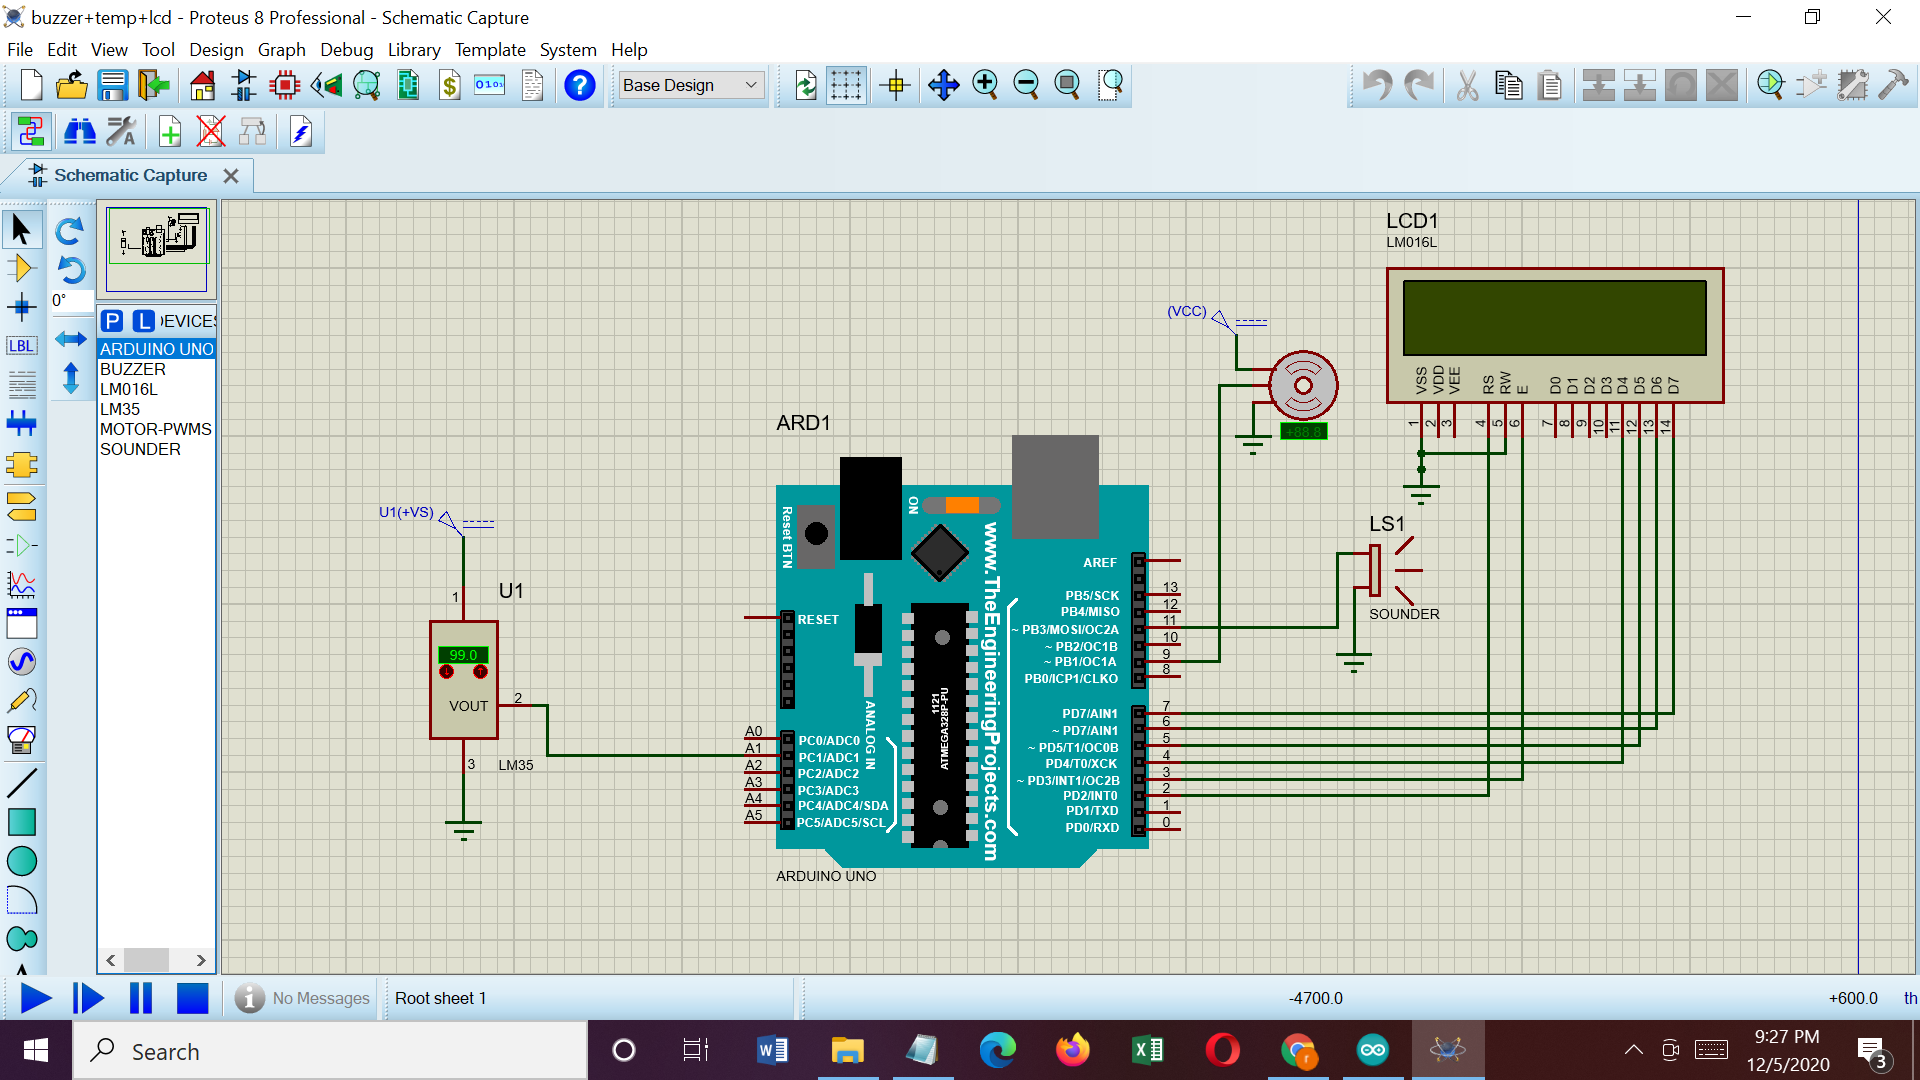 buzzer+temp+lcd - Proteus 8 Professional - Schematic Capture
File Edit View Tool Design Graph Debug Library Template System Help
$
0101
?
Base Design
Schematic Capture
0°
P L DEVICES
ARDUINO UNO
BUZZER
LM016L
LM35
MOTOR-PWMS
SOUNDER
LBL
A
LCD1
LM016L
VSS VDD VEE RS RW E D0 D1 D2 D3 D4 D5 D6 D7
1 2 3 4 5 6 7 8 9 10 11 12 13 14
(VCC)
+88.8
LS1
SOUNDER
U1(+VS)
U1
1
99.0
VOUT
2
3
LM35
ARD1
Reset BTN
ON
www.TheEngineeringProjects.com
RESET
ANALOG IN
1121
ATMEGA328P-PU
A0 PC0/ADC0
A1 PC1/ADC1
A2 PC2/ADC2
A3 PC3/ADC3
A4 PC4/ADC4/SDA
A5 PC5/ADC5/SCL
AREF
PB5/SCK 13
PB4/MISO 12
~ PB3/MOSI/OC2A 11
~ PB2/OC1B 10
~ PB1/OC1A 9
PB0/ICP1/CLKO 8
PD7/AIN1 7
~ PD7/AIN1 6
~ PD5/T1/OC0B 5
PD4/T0/XCK 4
~ PD3/INT1/OC2B 3
PD2/INT0 2
PD1/TXD 1
PD0/RXD 0
ARDUINO UNO
No Messages
Root sheet 1
-4700.0
+600.0
th
Search
9:27 PM
12/5/2020
3